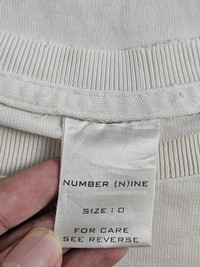 NUMBER (N)INE
SIZE : 0
FOR CARE
SEE REVERSE